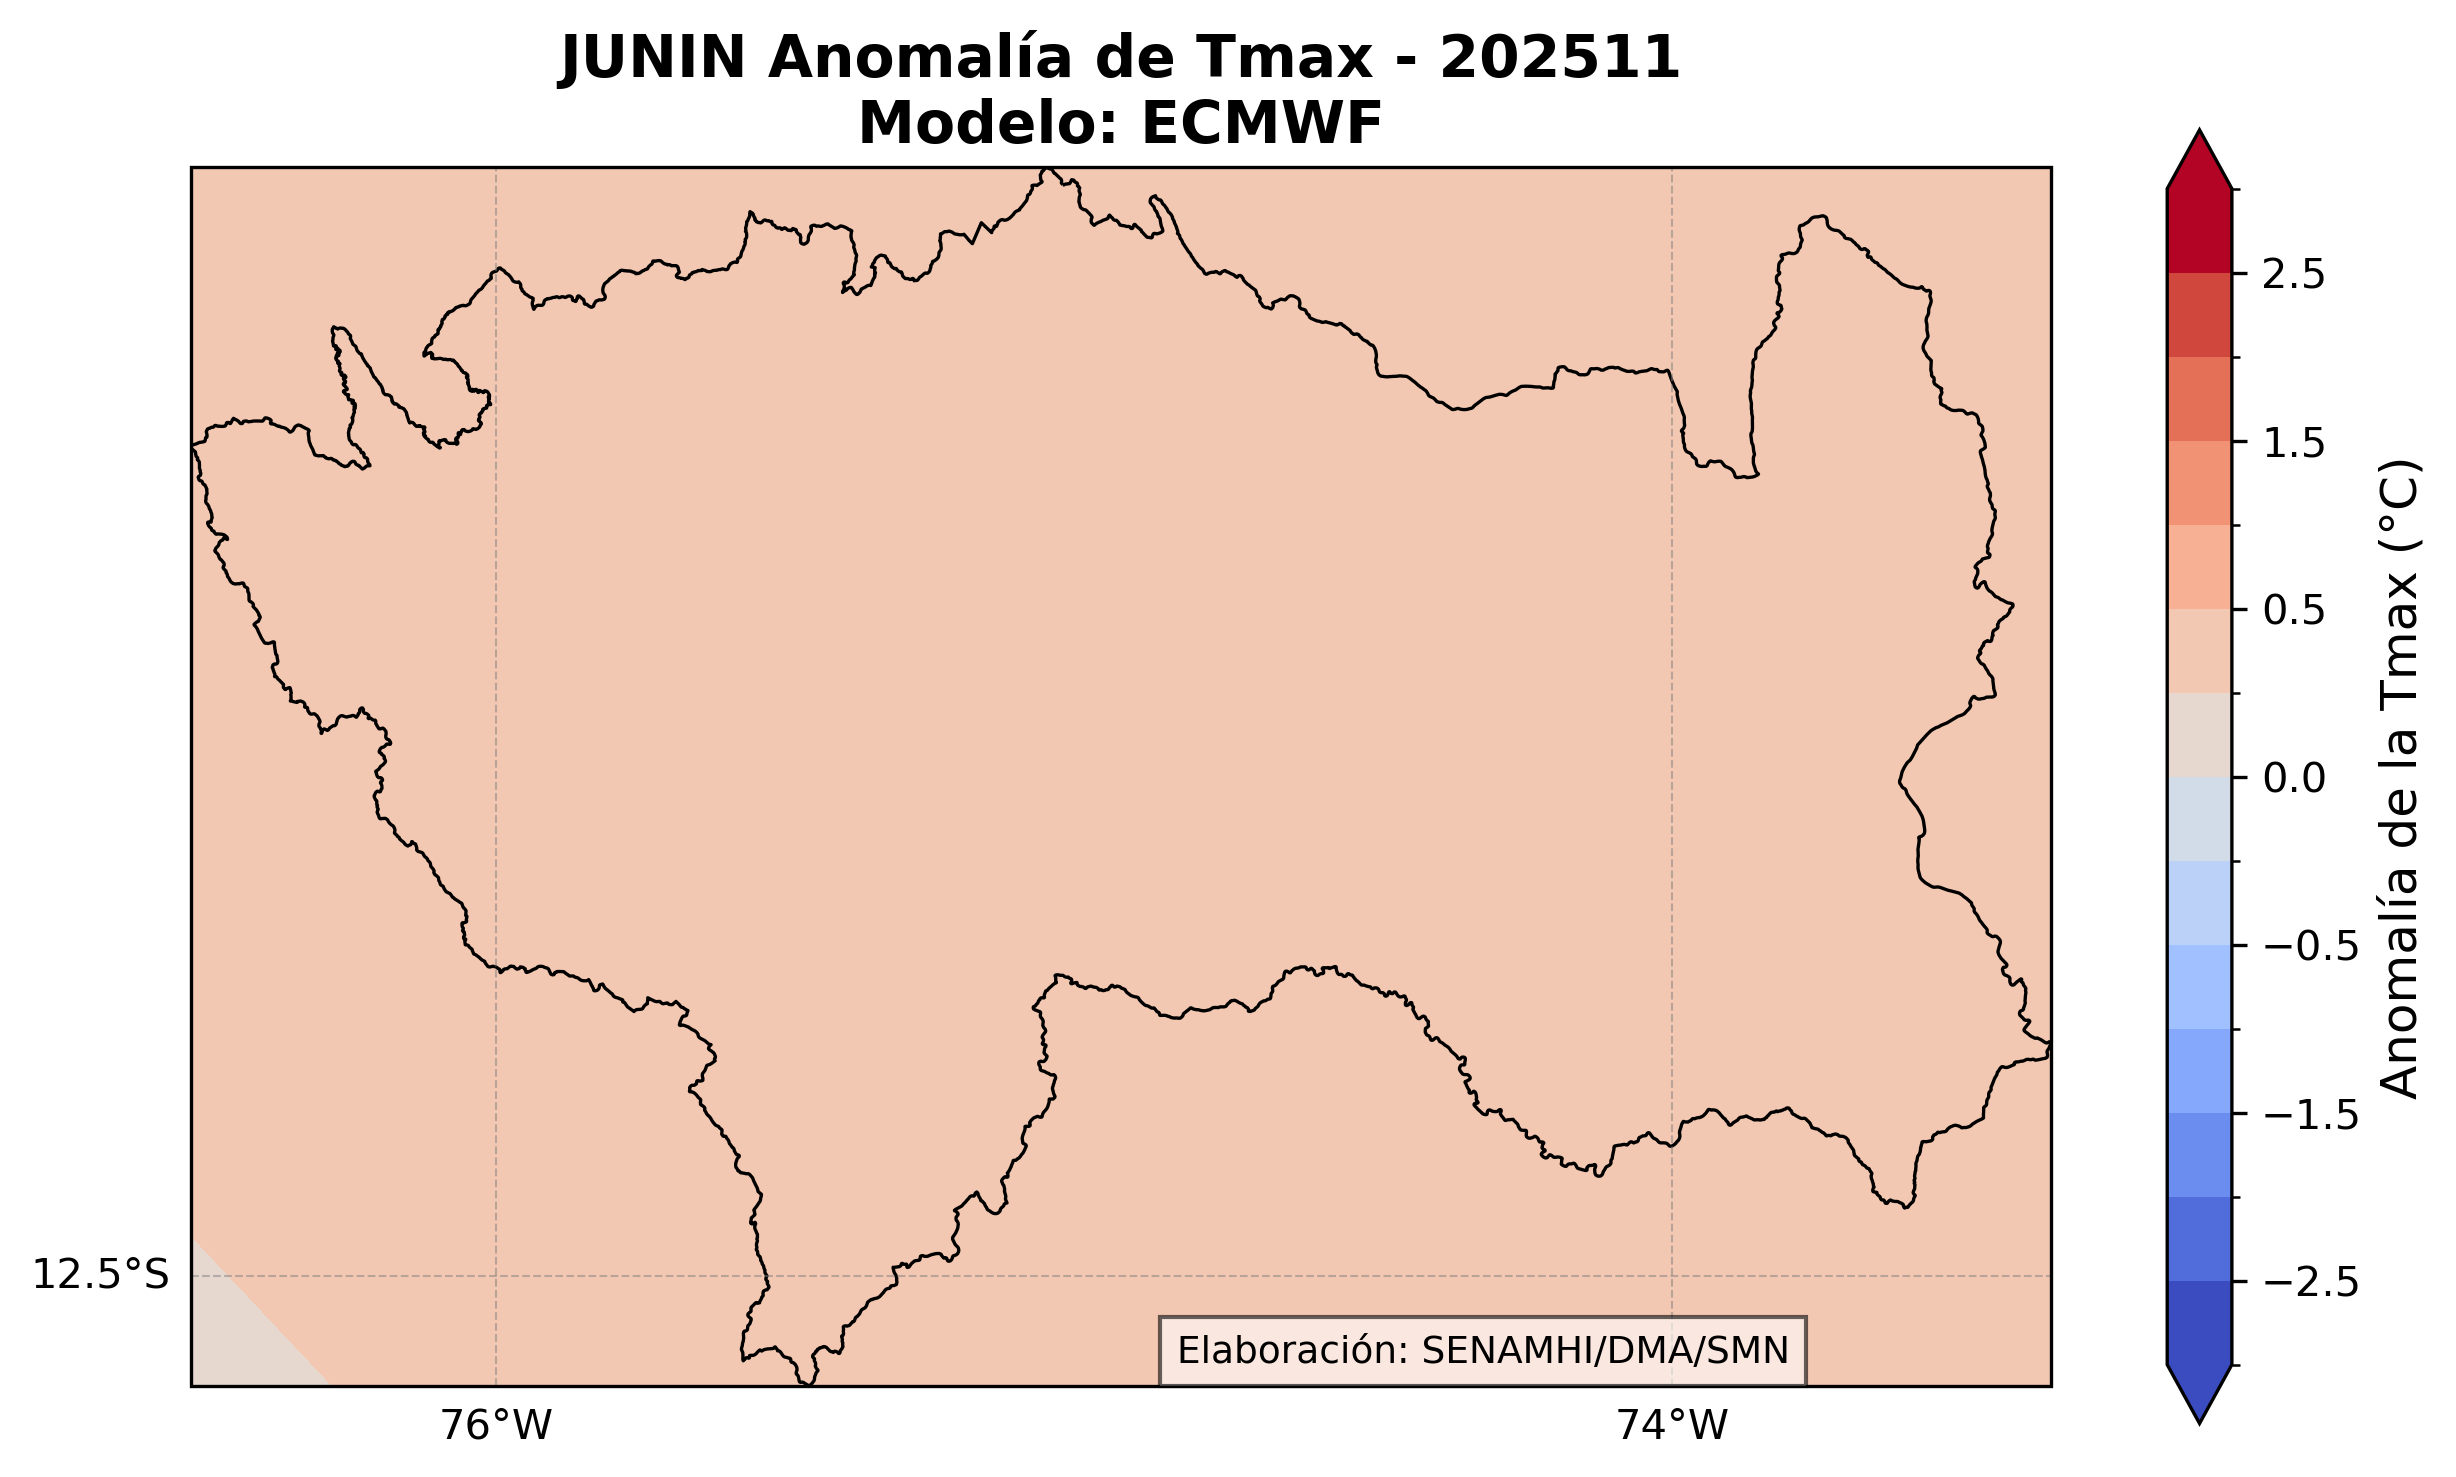 JUNIN Anomalía de Tmax - 202511
Modelo: ECMWF
2.5
1.5
0.5
0.0
−0.5
−1.5
−2.5
Anomalía de la Tmax (°C)
12.5°S
Elaboración: SENAMHI/DMA/SMN
76°W
74°W